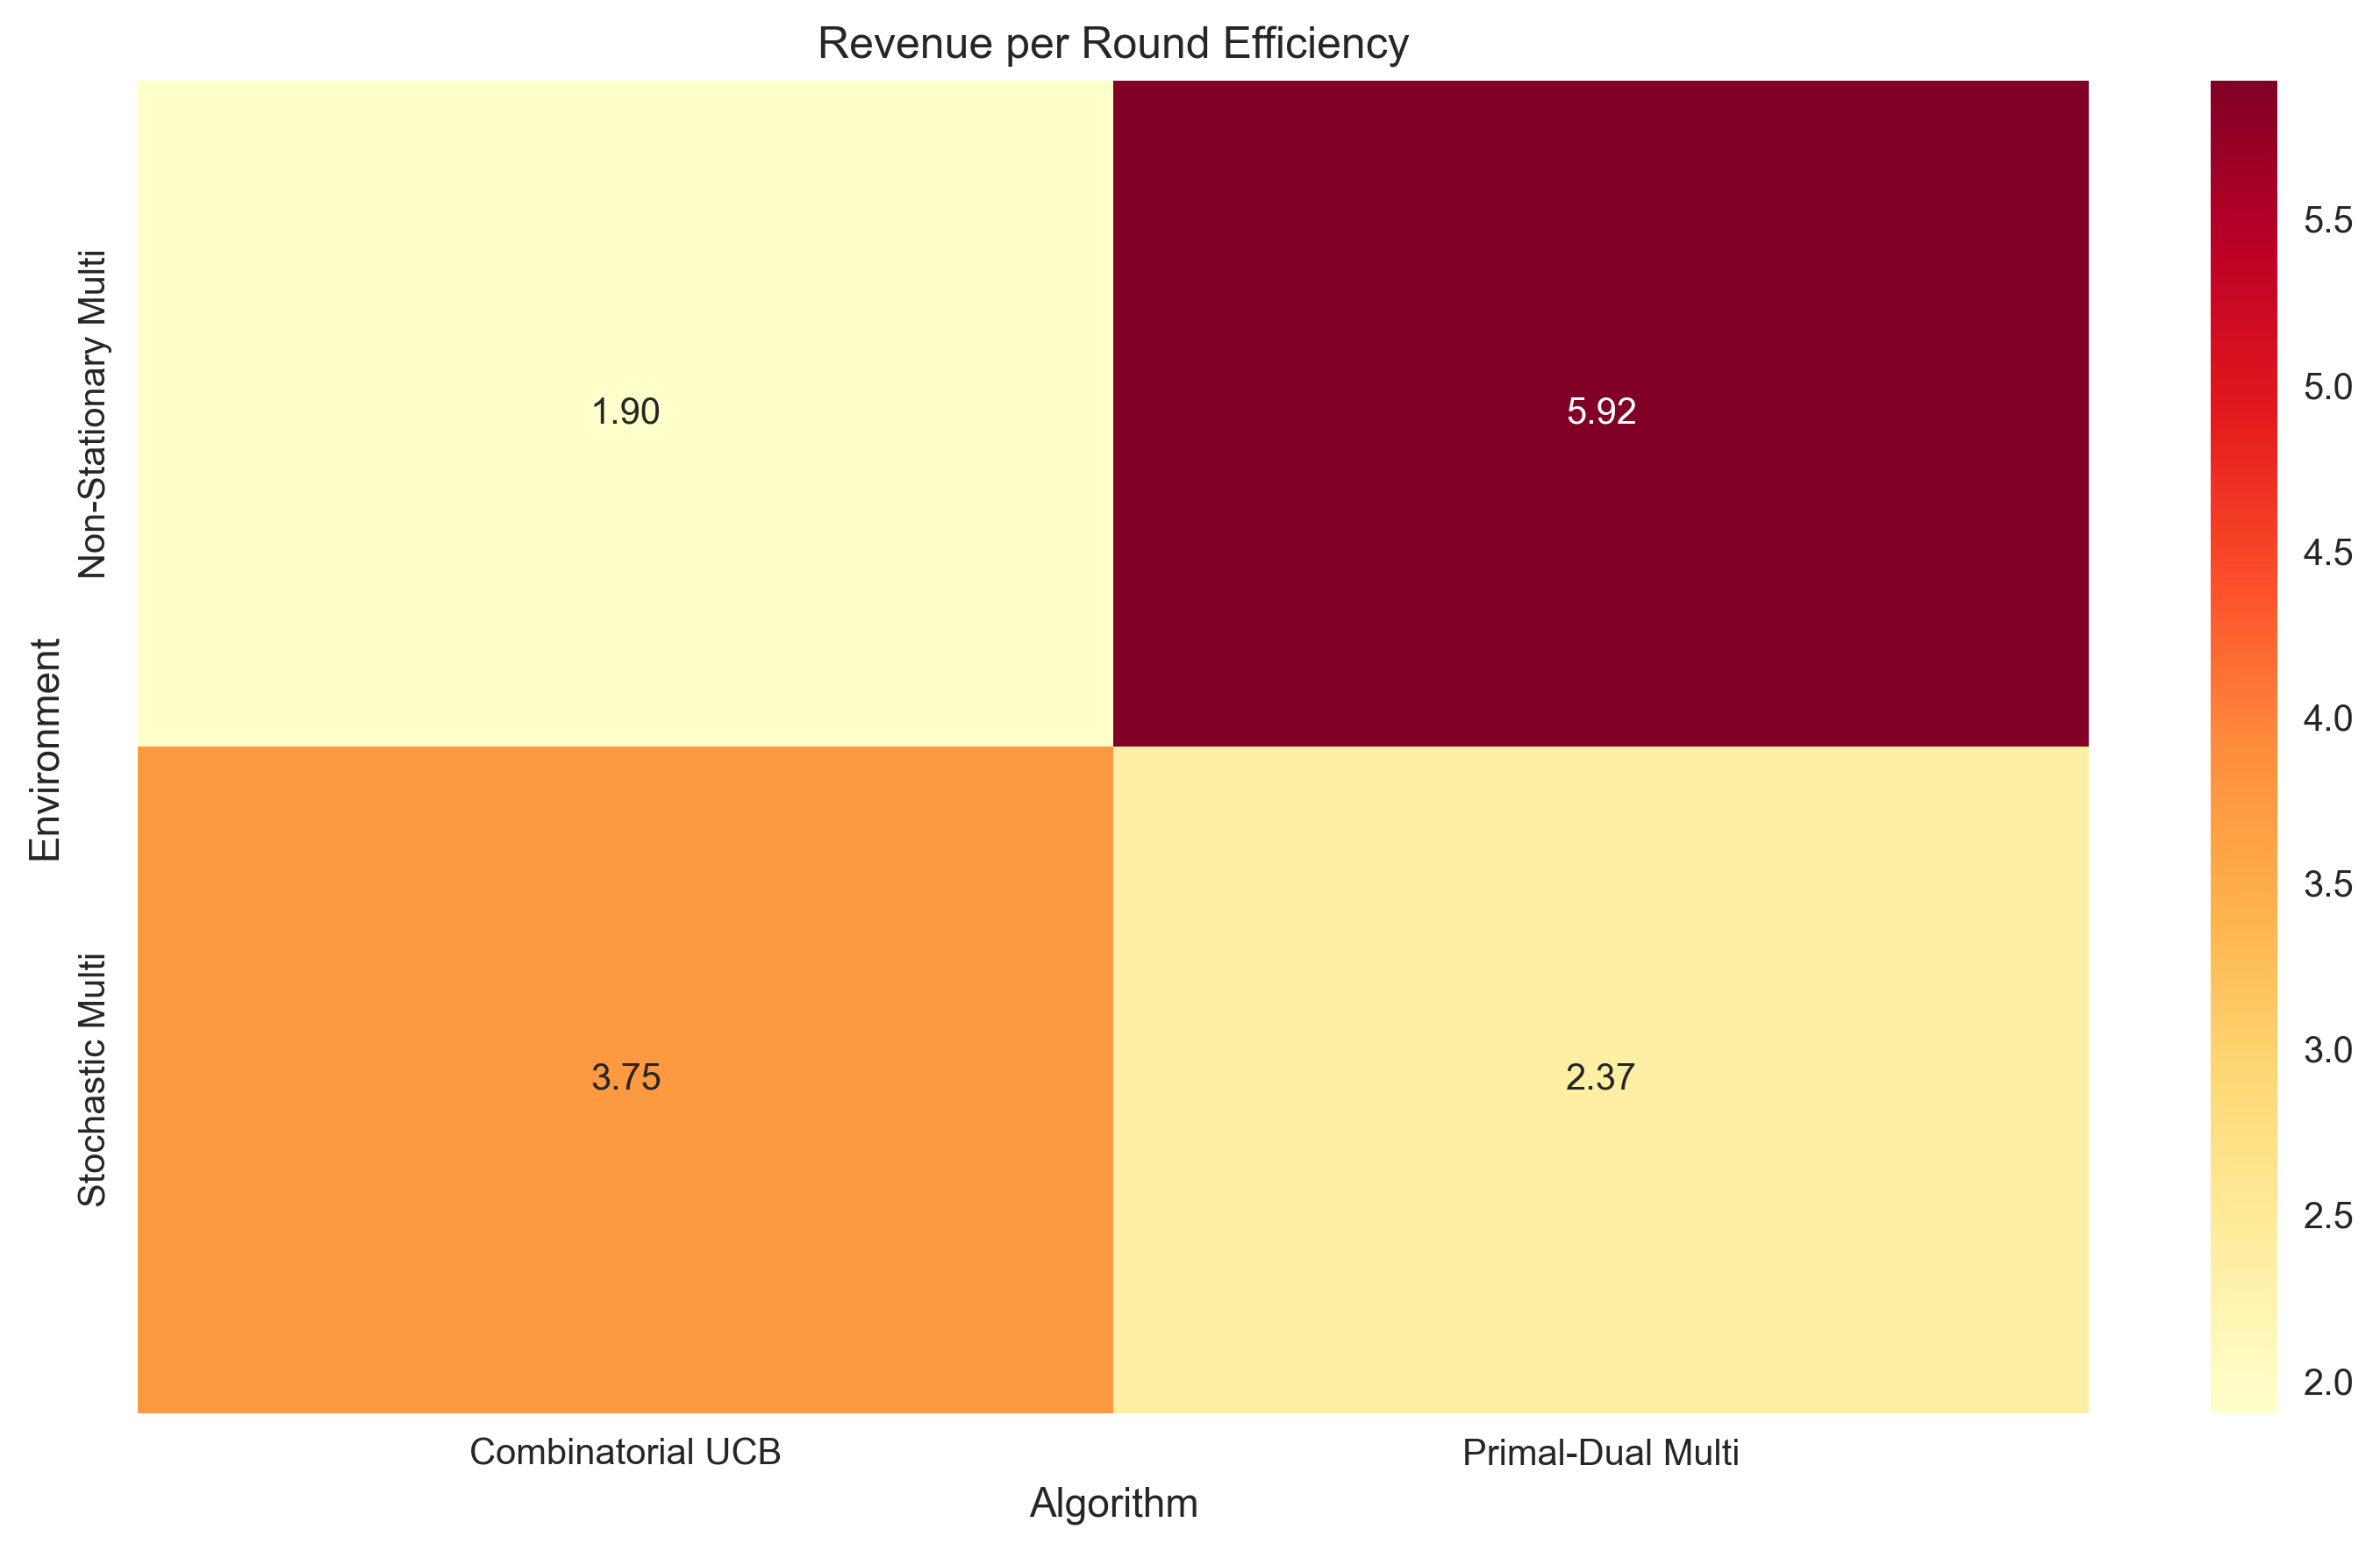 Revenue per Round Efficiency
Environment
Non-Stationary Multi
Stochastic Multi
1.90
5.92
3.75
2.37
Combinatorial UCB
Primal-Dual Multi
Algorithm
5.5
5.0
4.5
4.0
3.5
3.0
2.5
2.0